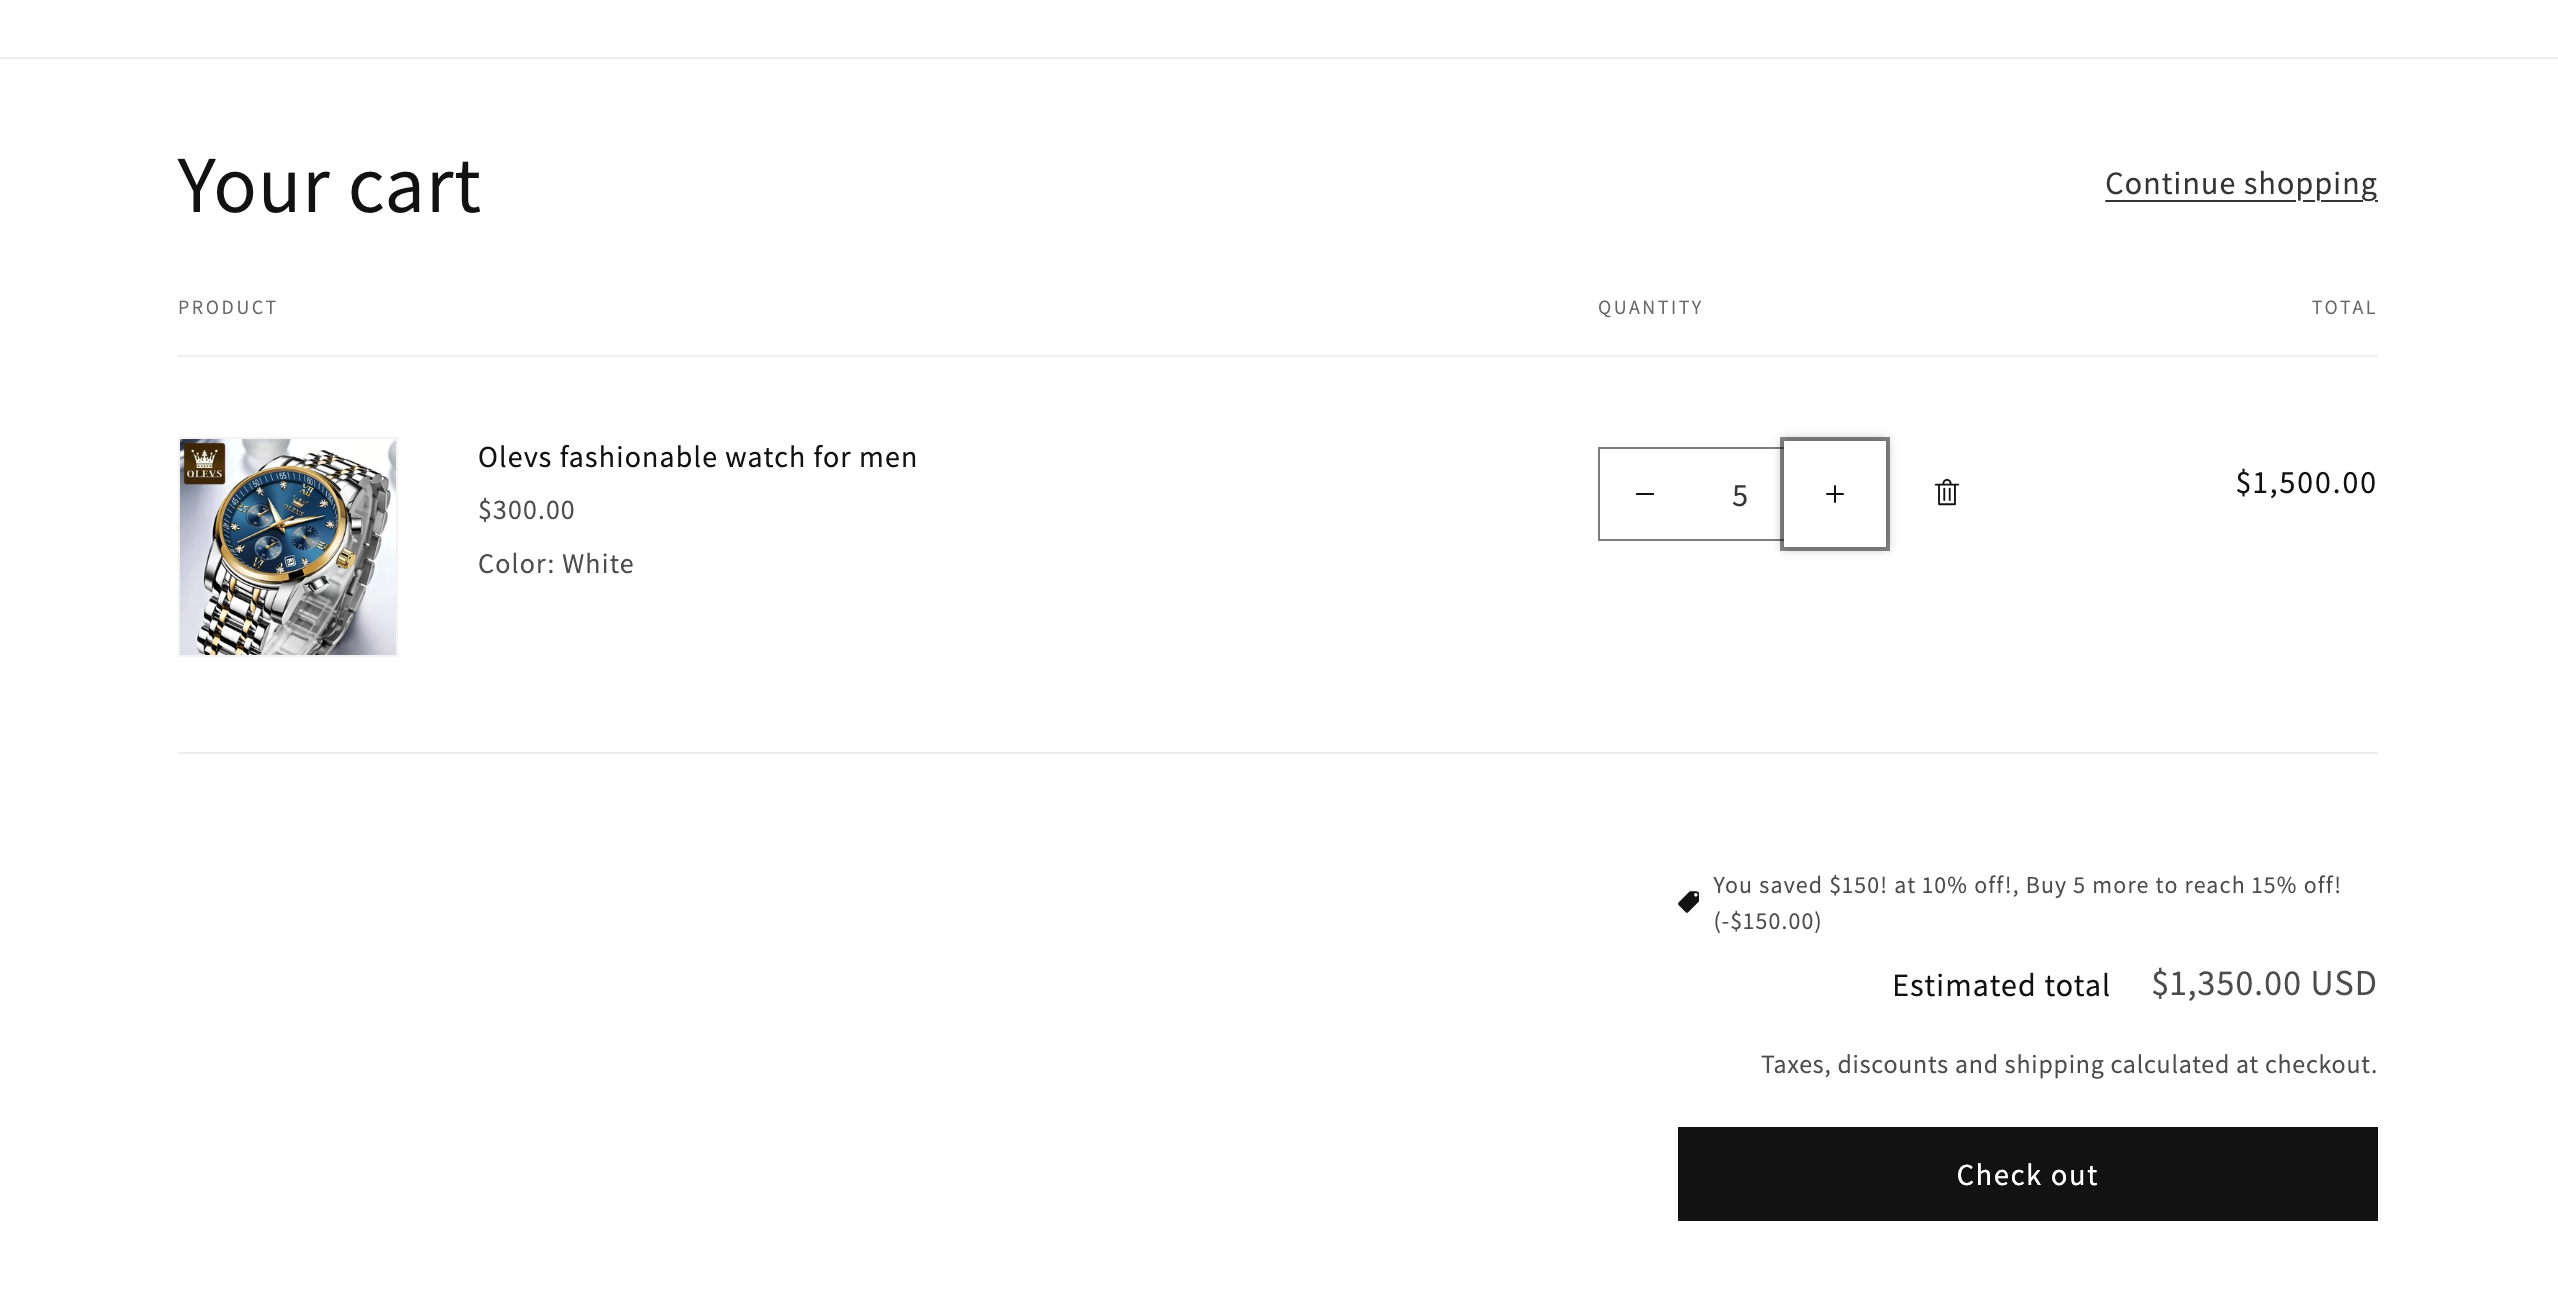 Your cart
Continue shopping
PRODUCT
QUANTITY
TOTAL
OLEVS
Olevs fashionable watch for men
$300.00
Color: White
5
$1,500.00
You saved $150! at 10% off!, Buy 5 more to reach 15% off!
(-$150.00)
Estimated total $1,350.00 USD
Taxes, discounts and shipping calculated at checkout.
Check out